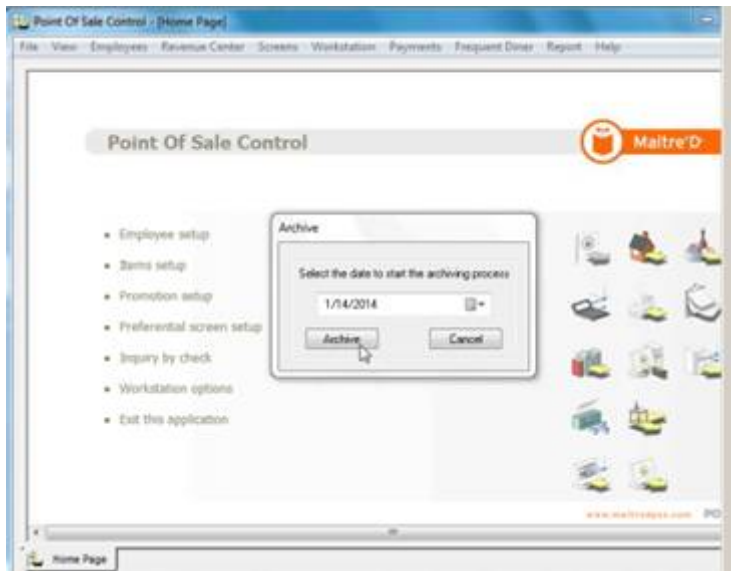 Point Of Sale Control - [Home Page]
File View Employees Revenue Center Screens Workstation Payments Frequent Diner Report Help
Point Of Sale Control
Maitre'D
Employee setup
Items setup
Promotion setup
Preferential screen setup
Inquiry by check
Workstation options
Exit this application
Archive
Select the date to start the archiving process
1/14/2014
Archive
Cancel
www.maitredpos.com
Home Page